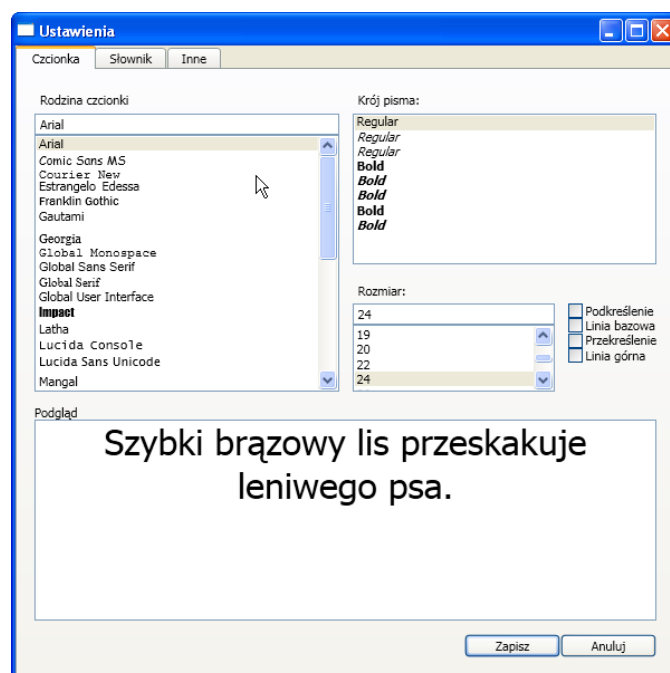 Ustawienia
Czcionka Słownik Inne
Rodzina czcionki
Arial
Arial
Comic Sans MS
Courier New
Estrangelo Edessa
Franklin Gothic
Gautami
Georgia
Global Monospace
Global Sans Serif
Global Serif
Global User Interface
Impact
Latha
Lucida Console
Lucida Sans Unicode
Mangal
Krój pisma:
Regular
Regular
Regular
Bold
Bold
Bold
Bold
Bold
Rozmiar:
24
19
20
22
24
Podkreślenie
Linia bazowa
Przekreślenie
Linia górna
Podgląd
Szybki brązowy lis przeskakuje
leniwego psa.
Zapisz Anuluj